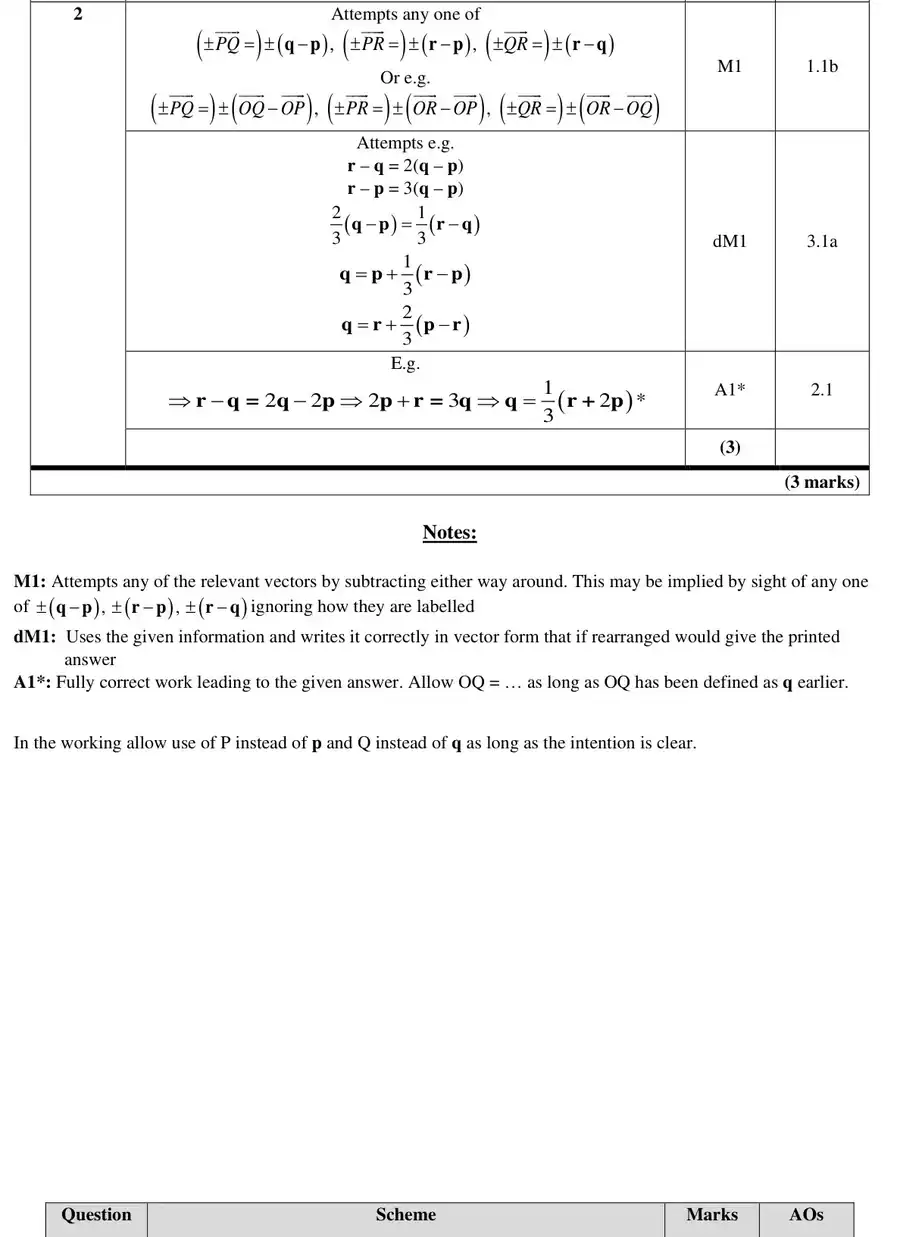 2
Attempts any one of
(±PQ⃗ =)±(q − p), (±PR⃗ =)±(r − p), (±QR⃗ =)±(r − q)
Or e.g.
(±PQ⃗ =)±(OQ⃗ − OP⃗), (±PR⃗ =)±(OR⃗ − OP⃗), (±QR⃗ =)±(OR⃗ − OQ⃗)
M1
1.1b
Attempts e.g.
r – q = 2(q – p)
r – p = 3(q – p)
2/3(q − p) = 1/3(r − q)
q = p + 1/3(r − p)
q = r + 2/3(p − r)
dM1
3.1a
E.g.
⇒ r − q = 2q − 2p ⇒ 2p + r = 3q ⇒ q = 1/3(r + 2p)*
A1*
2.1
(3)
(3 marks)
Notes:
M1: Attempts any of the relevant vectors by subtracting either way around. This may be implied by sight of any one
of ±(q − p), ±(r − p), ±(r − q) ignoring how they are labelled
dM1: Uses the given information and writes it correctly in vector form that if rearranged would give the printed
answer
A1*: Fully correct work leading to the given answer. Allow OQ = … as long as OQ has been defined as q earlier.
In the working allow use of P instead of p and Q instead of q as long as the intention is clear.
Question Scheme Marks AOs